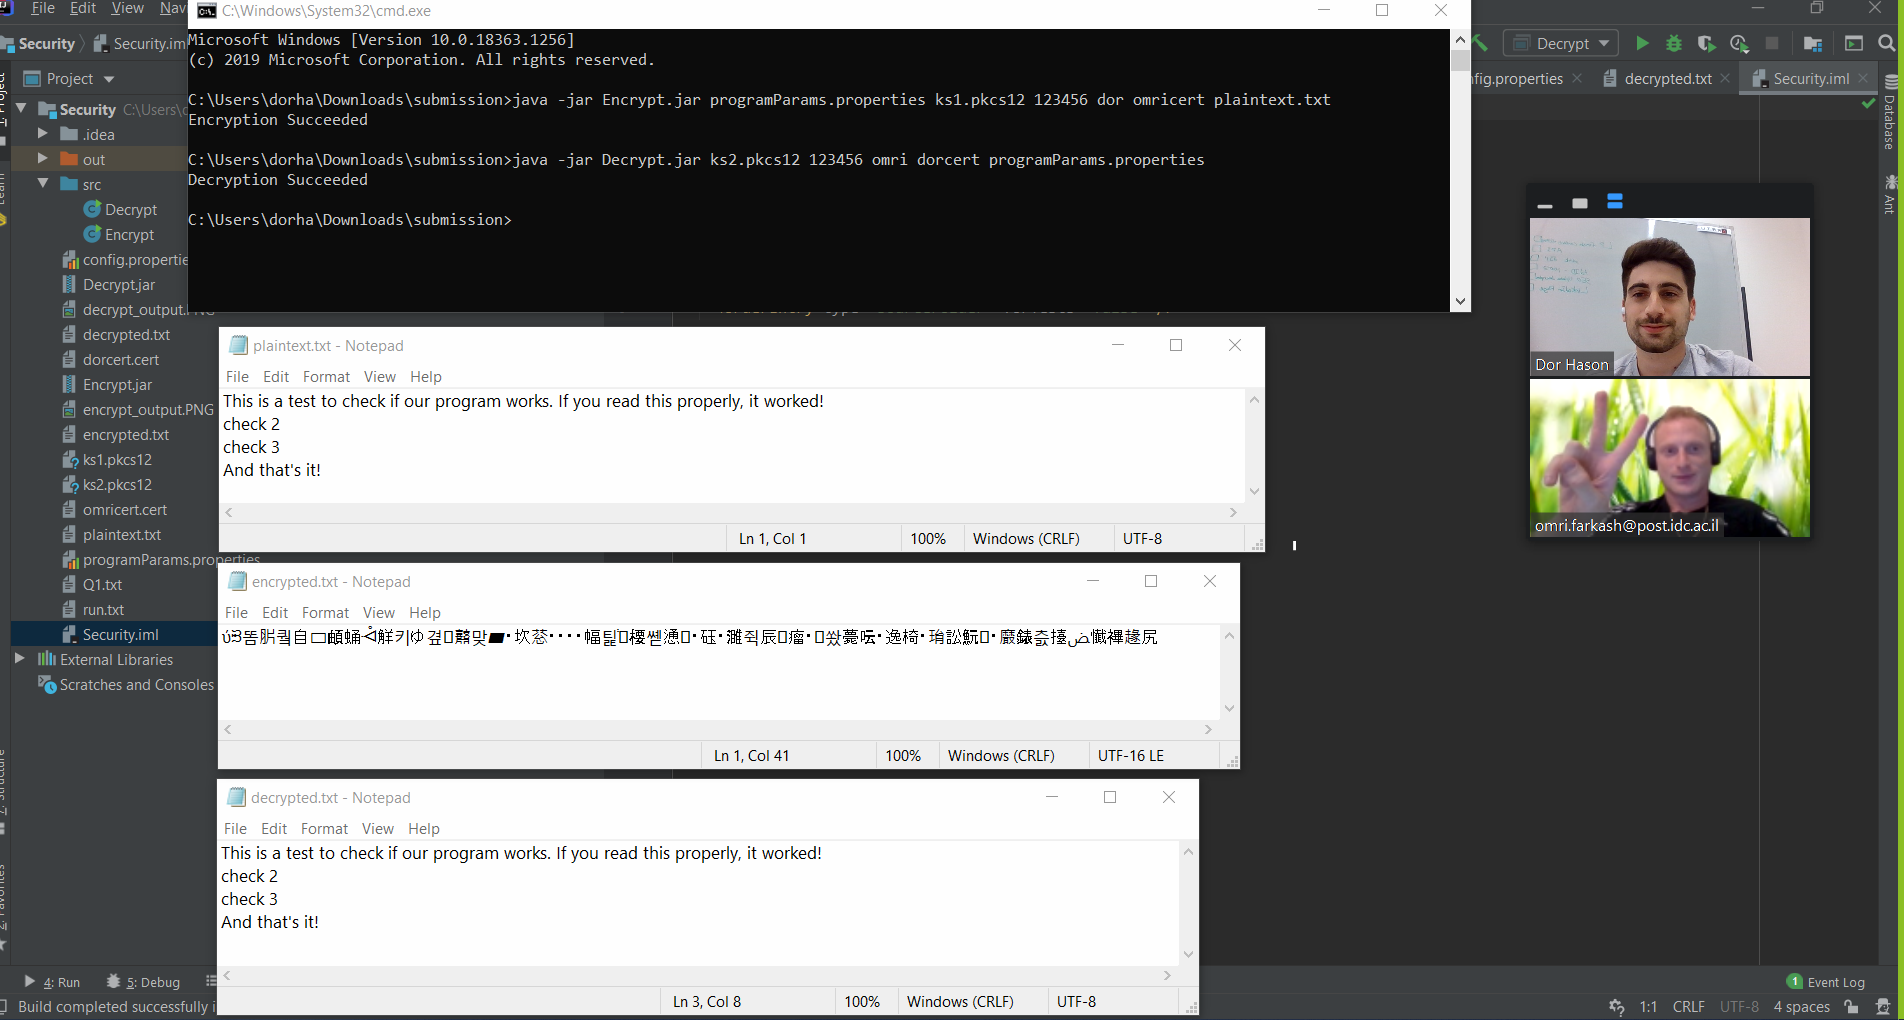 File Edit View
C:\Windows\System32\cmd.exe
Microsoft Windows [Version 10.0.18363.1256]
(c) 2019 Microsoft Corporation. All rights reserved.
C:\Users\dorha\Downloads\submission>java -jar Encrypt.jar programParams.properties ks1.pkcs12 123456 dor omricert plaintext.txt
Encryption Succeeded
C:\Users\dorha\Downloads\submission>java -jar Decrypt.jar ks2.pkcs12 123456 omri dorcert programParams.properties
Decryption Succeeded
C:\Users\dorha\Downloads\submission>
Security Security.iml
Decrypt
Project
Security C:\Users\
.idea
out
src
Decrypt
Encrypt
config.properties
Decrypt.jar
decrypt_output.PNG
decrypted.txt
dorcert.cert
Encrypt.jar
encrypt_output.PNG
encrypted.txt
ks1.pkcs12
ks2.pkcs12
omricert.cert
plaintext.txt
programParams.properties
Q1.txt
run.txt
Security.iml
External Libraries
Scratches and Consoles
nfig.properties decrypted.txt Security.iml
Database
Ant
plaintext.txt - Notepad
File Edit Format View Help
This is a test to check if our program works. If you read this properly, it worked!
check 2
check 3
And that's it!
Ln 1, Col 1 100% Windows (CRLF) UTF-8
encrypted.txt - Notepad
File Edit Format View Help
Ln 1, Col 41 100% Windows (CRLF) UTF-16 LE
decrypted.txt - Notepad
File Edit Format View Help
This is a test to check if our program works. If you read this properly, it worked!
check 2
check 3
And that's it!
Ln 3, Col 8 100% Windows (CRLF) UTF-8
Dor Hason
omri.farkash@post.idc.ac.il
4: Run 5: Debug
Event Log
Build completed successfully
1:1 CRLF UTF-8 4 spaces